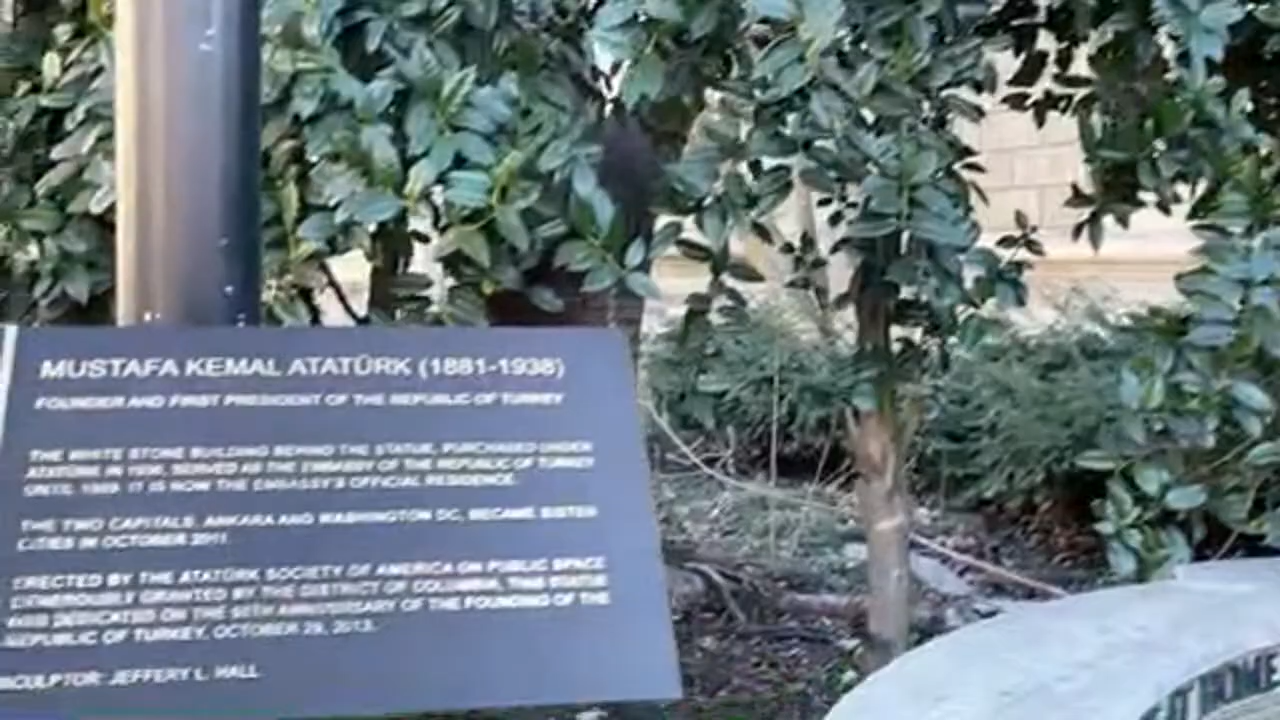 MUSTAFA KEMAL ATATÜRK (1881-1938)
FOUNDER AND FIRST PRESIDENT OF THE REPUBLIC OF TURKEY
THE WHITE STONE BUILDING BEHIND THE STATUE, PURCHASED UNDER
ATATÜRK IN 1936, SERVED AS THE EMBASSY OF THE REPUBLIC OF TURKEY
UNTIL 1999. IT IS NOW THE EMBASSY'S OFFICIAL RESIDENCE.
THE TWO CAPITALS, ANKARA AND WASHINGTON DC, BECAME SISTER
CITIES IN OCTOBER 2011.
ERECTED BY THE ATATÜRK SOCIETY OF AMERICA ON PUBLIC SPACE
GENEROUSLY GRANTED BY THE DISTRICT OF COLUMBIA, THIS STATUE
WAS DEDICATED ON THE 90TH ANNIVERSARY OF THE FOUNDING OF THE
REPUBLIC OF TURKEY, OCTOBER 29, 2013.
SCULPTOR: JEFFERY L. HALL
HOME